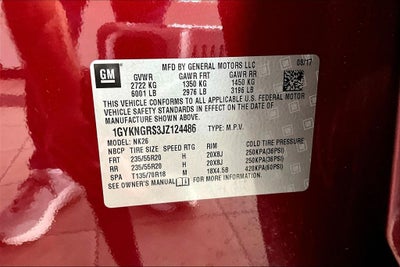 MFD BY GENERAL MOTORS LLC 08/17
GM
GVWR GAWR FRT GAWR RR
2722 KG 1350 KG 1450 KG
6001 LB 2976 LB 3196 LB
THIS VEHICLE CONFORMS TO ALL APPLICABLE U.S. FEDERAL MOTOR
VEHICLE SAFETY STANDARDS IN EFFECT ON THE DATE OF
MANUFACTURE SHOWN ABOVE.
1GYKNGRS3JZ124486 TYPE: M.P.V.
MODEL: NK26
NBCP TIRE SIZE SPEED RTG RIM COLD TIRE PRESSURE
FRT 235/55R20 H 20X8J 250KPA(36PSI)
RR 235/55R20 H 20X8J 250KPA(36PSI)
SPA T135/70R18 M 18X4.5B 420KPA(60PSI)
SEE OWNER'S MANUAL FOR MORE INFORMATION.